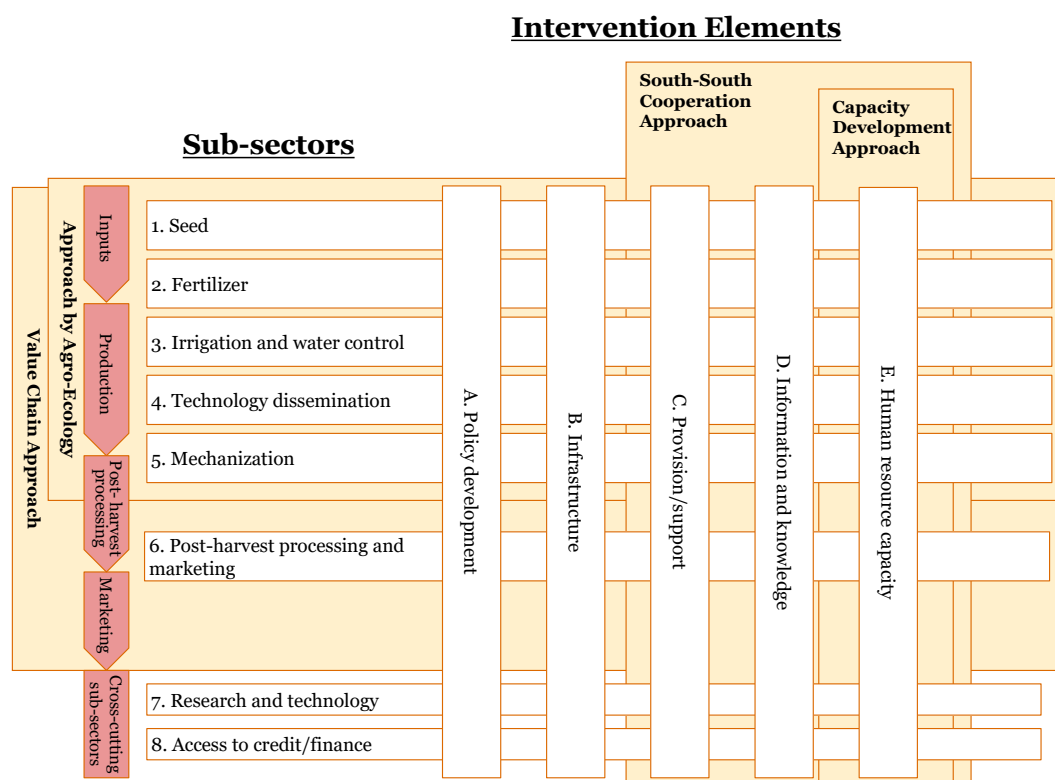 Intervention Elements
South-South
Cooperation
Approach
Capacity
Development
Approach
Sub-sectors
Value Chain Approach
Approach by Agro-Ecology
Inputs
Production
Post- harvest
processing
Marketing
Cross-cutting
sub-sectors
1. Seed
2. Fertilizer
3. Irrigation and water control
4. Technology dissemination
5. Mechanization
6. Post-harvest processing and
marketing
7. Research and technology
8. Access to credit/finance
A. Policy development
B. Infrastructure
C. Provision/support
D. Information and knowledge
E. Human resource capacity